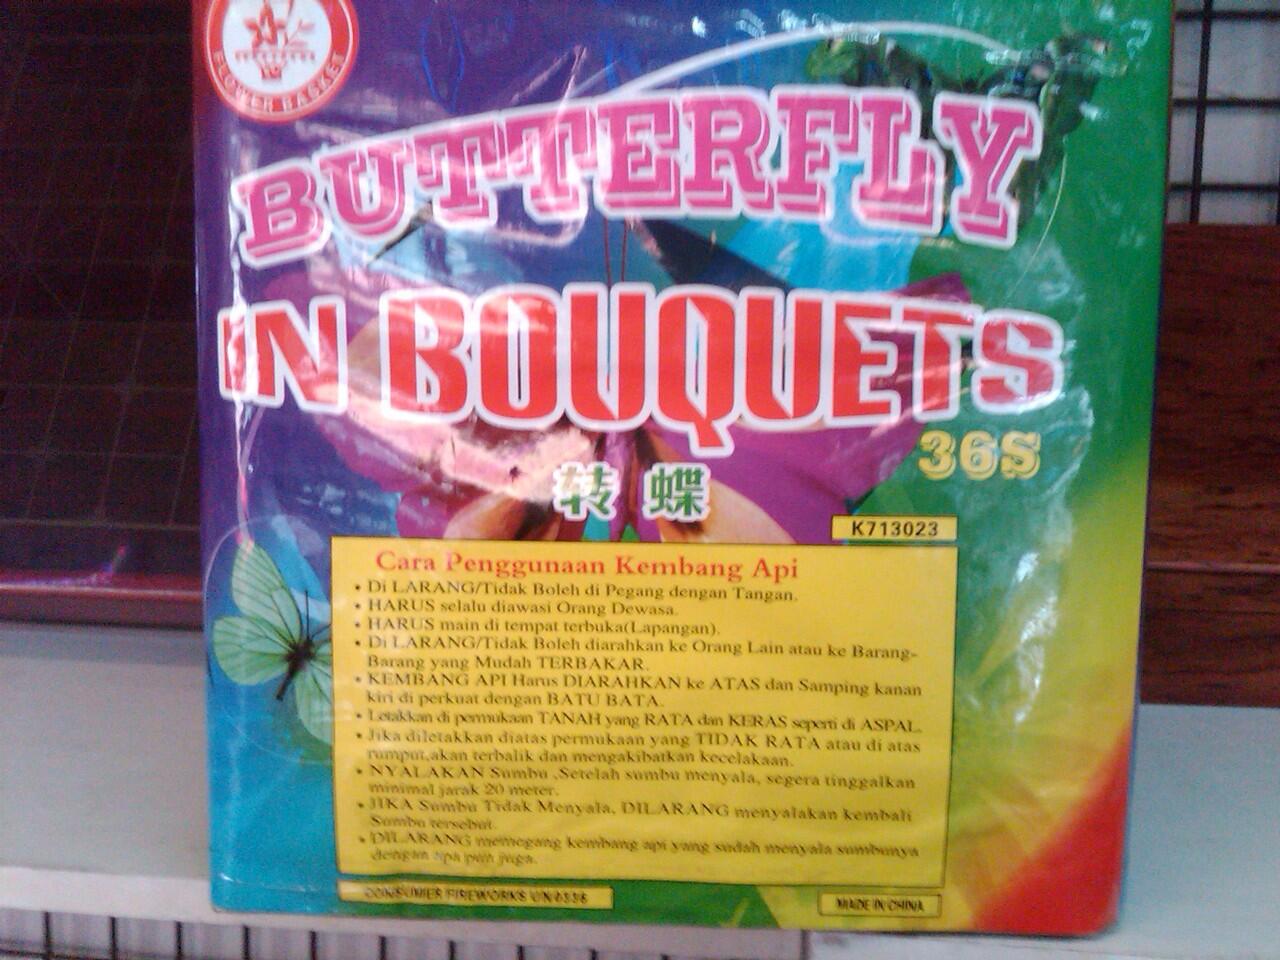 FLOWER BASKET
BUTTERFLY
IN BOUQUETS
36S
转蝶
K713023
Cara Penggunaan Kembang Api
• Di LARANG/Tidak Boleh di Pegang dengan Tangan.
• HARUS selalu diawasi Orang Dewasa.
• HARUS main di tempat terbuka(Lapangan).
• Di LARANG/Tidak Boleh diarahkan ke Orang Lain atau ke Barang-
Barang yang Mudah TERBAKAR.
• KEMBANG API Harus DIARAHKAN ke ATAS dan Samping kanan
kiri di perkuat dengan BATU BATA.
• Letakkan di permukaan TANAH yang RATA dan KERAS seperti di ASPAL.
• Jika diletakkan diatas permukaan yang TIDAK RATA atau di atas
rumput,akan terbalik dan mengakibatkan kecelakaan.
• NYALAKAN Sumbu .Setelah sumbu menyala, segera tinggalkan
minimal jarak 20 meter.
• JIKA Sumbu Tidak Menyala, DILARANG menyalakan kembali
Sumbu tersebut.
• DILARANG memegang kembang api yang sudah menyala sumbunya
dengan apa pun juga.
CONSUMER FIREWORKS UN 0336
MADE IN CHINA